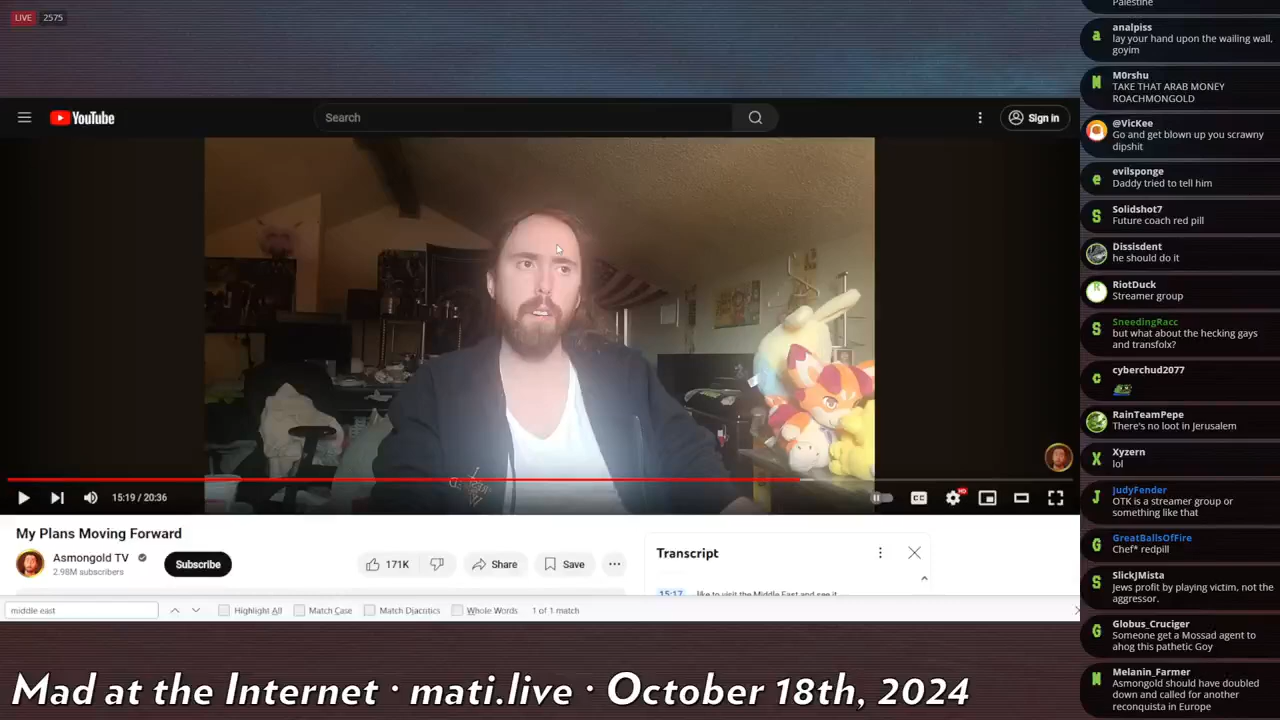 LIVE 2575
YouTube
Search
Sign in
15:19 / 20:36
CC
HD
My Plans Moving Forward
Asmongold TV
2.98M subscribers
Subscribe
171K
Share
Save
Transcript
15:17 like to visit the Middle East and see it
middle east
Highlight All
Match Case
Match Diacritics
Whole Words
1 of 1 match
Mad at the Internet · mati.live · October 18th, 2024
Palestine
analpiss
lay your hand upon the wailing wall,
goyim
M0rshu
TAKE THAT ARAB MONEY
ROACHMONGOLD
@VicKee
Go and get blown up you scrawny
dipshit
evilsponge
Daddy tried to tell him
Solidshot7
Future coach red pill
Dissisdent
he should do it
RiotDuck
Streamer group
SneedingRacc
but what about the hecking gays
and transfolx?
cyberchud2077
RainTeamPepe
There's no loot in Jerusalem
Xyzern
lol
JudyFender
OTK is a streamer group or
something like that
GreatBallsOfFire
Chef* redpill
SlickJMista
Jews profit by playing victim, not the
aggressor.
Globus_Cruciger
Someone get a Mossad agent to
ahog this pathetic Goy
Melanin_Farmer
Asmongold should have doubled
down and called for another
reconquista in Europe